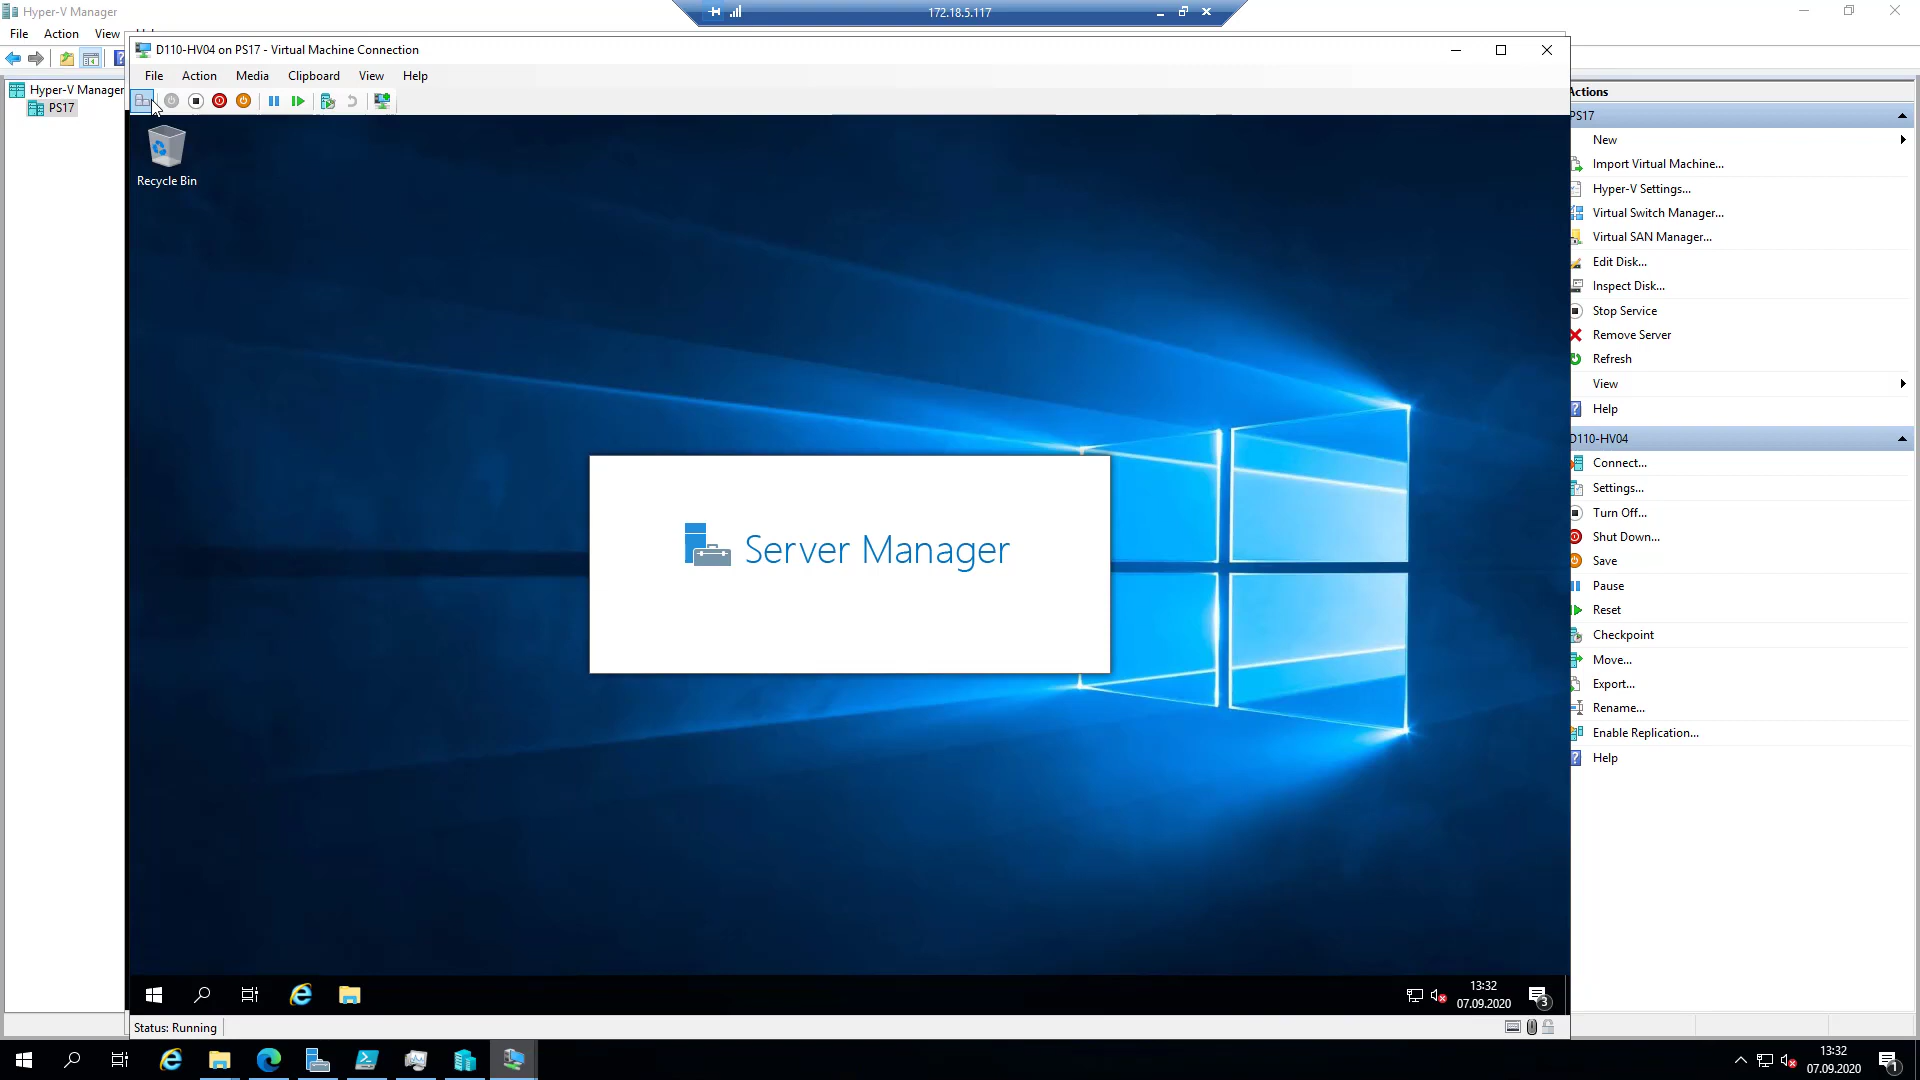 Hyper-V Manager
172.18.5.117
File Action View
D110-HV04 on PS17 - Virtual Machine Connection
File Action Media Clipboard View Help
Hyper-V Manager
PS17
Recycle Bin
Server Manager
13:32
07.09.2020
3
Status: Running
Actions
PS17
New
Import Virtual Machine...
Hyper-V Settings...
Virtual Switch Manager...
Virtual SAN Manager...
Edit Disk...
Inspect Disk...
Stop Service
Remove Server
Refresh
View
Help
D110-HV04
Connect...
Settings...
Turn Off...
Shut Down...
Save
Pause
Reset
Checkpoint
Move...
Export...
Rename...
Enable Replication...
Help
13:32
07.09.2020
1